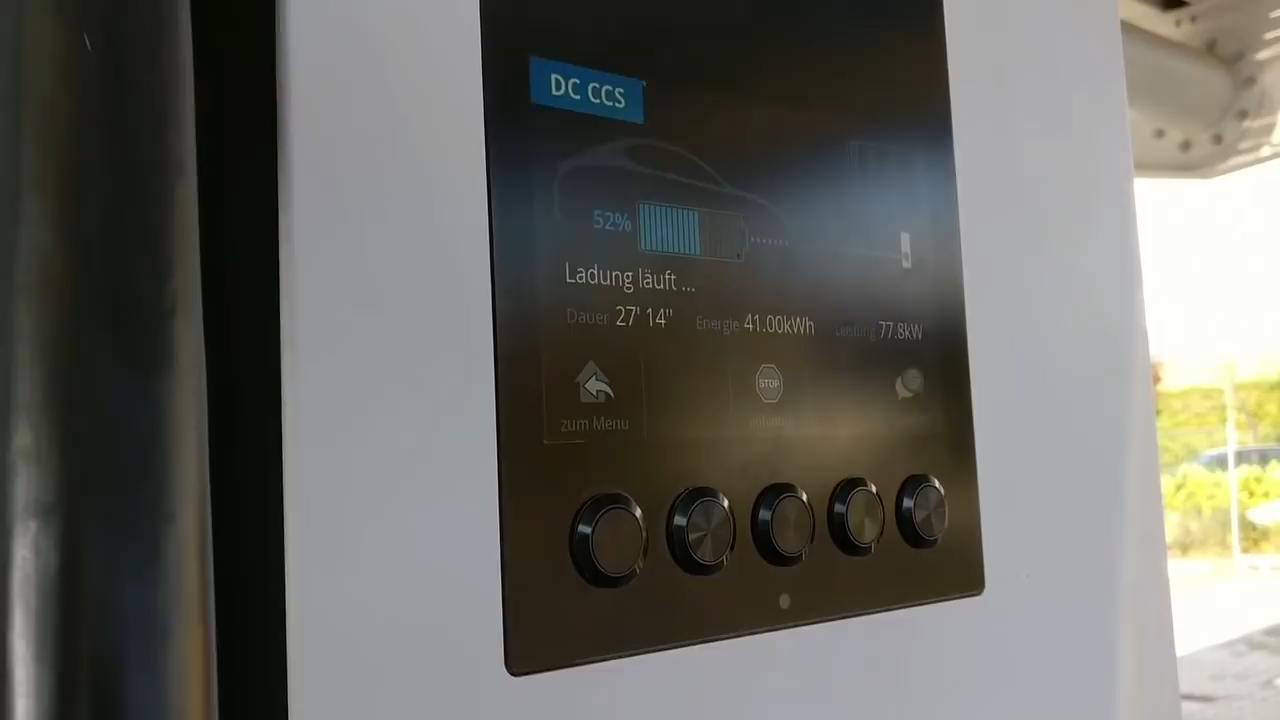 DC CCS
52%
Ladung läuft ...
Dauer 27' 14" Energie 41.00kWh Leistung 77.8kW
STOP
zum Menu